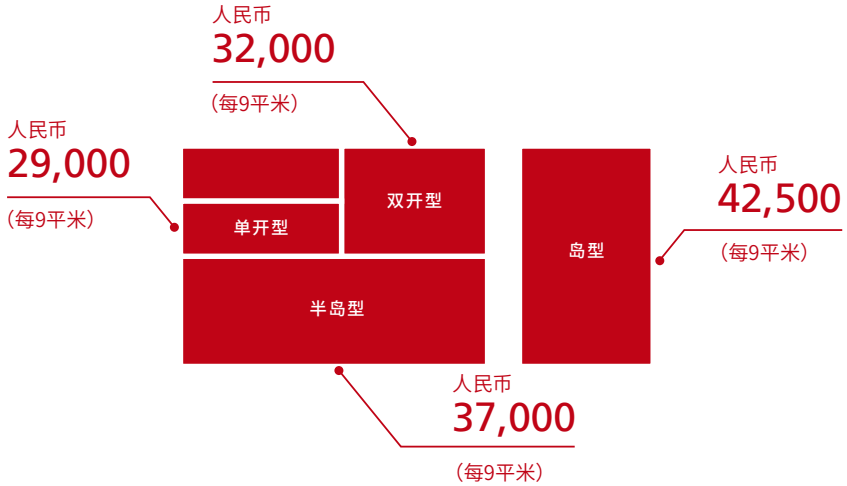 人民币
32,000
（每9平米）
人民币
29,000
（每9平米）
双开型
单开型
半岛型
岛型
人民币
42,500
（每9平米）
人民币
37,000
（每9平米）